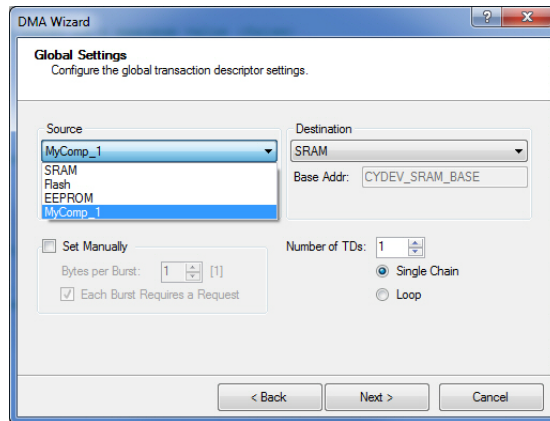 DMA Wizard
Global Settings
Configure the global transaction descriptor settings.
Source
MyComp_1
SRAM
Flash
EEPROM
MyComp_1
Destination
SRAM
Base Addr: CYDEV_SRAM_BASE
Set Manually
Bytes per Burst: 1 [1]
Each Burst Requires a Request
Number of TDs: 1
Single Chain
Loop
< Back Next > Cancel